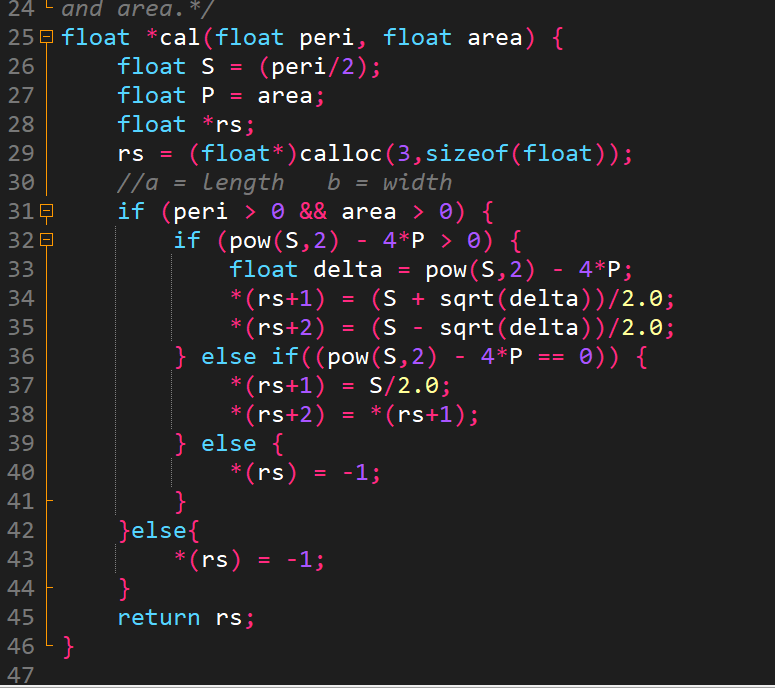 24 and area.*/
25 float *cal(float peri, float area) {
26     float S = (peri/2);
27     float P = area;
28     float *rs;
29     rs = (float*)calloc(3,sizeof(float));
30     //a = length   b = width
31     if (peri > 0 && area > 0) {
32         if (pow(S,2) - 4*P > 0) {
33             float delta = pow(S,2) - 4*P;
34             *(rs+1) = (S + sqrt(delta))/2.0;
35             *(rs+2) = (S - sqrt(delta))/2.0;
36         } else if((pow(S,2) - 4*P == 0)) {
37             *(rs+1) = S/2.0;
38             *(rs+2) = *(rs+1);
39         } else {
40             *(rs) = -1;
41         }
42     }else{
43         *(rs) = -1;
44     }
45     return rs;
46 }
47